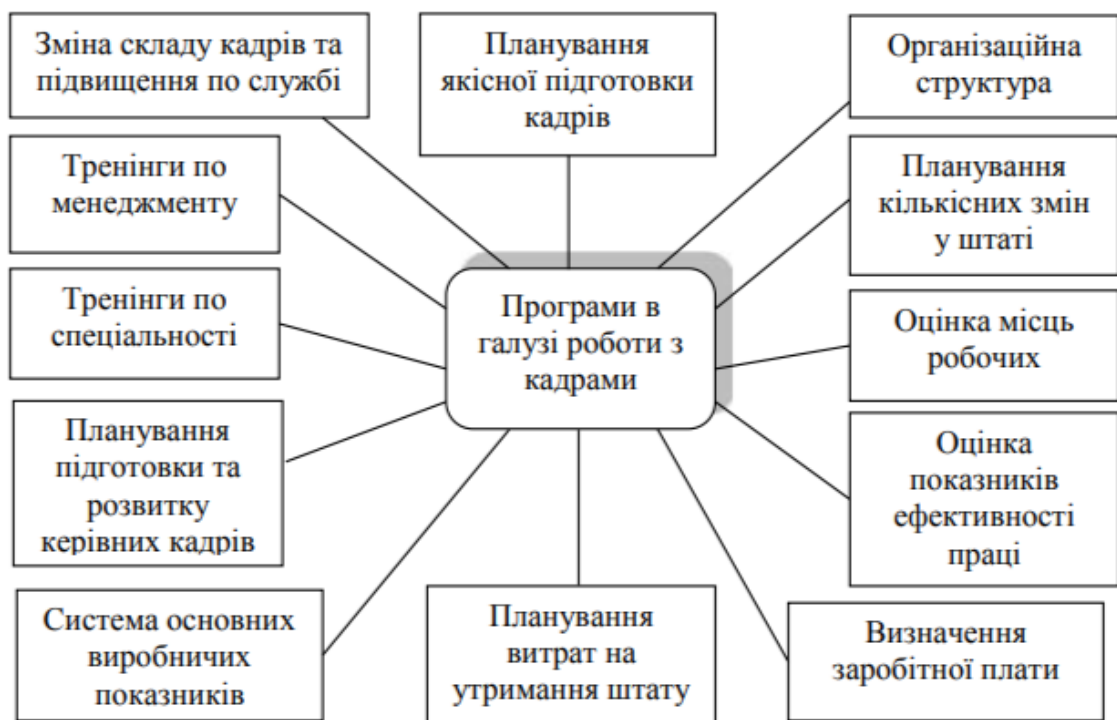 Зміна складу кадрів та
підвищення по службі
Планування
якісної підготовки
кадрів
Організаційна
структура
Тренінги по
менеджменту
Планування
кількісних змін
у штаті
Тренінги по
спеціальності
Програми в
галузі роботи з
кадрами
Оцінка місць
робочих
Планування
підготовки та
розвитку
керівних кадрів
Оцінка
показників
ефективності
праці
Система основних
виробничих
показників
Планування
витрат на
утримання штату
Визначення
заробітної плати